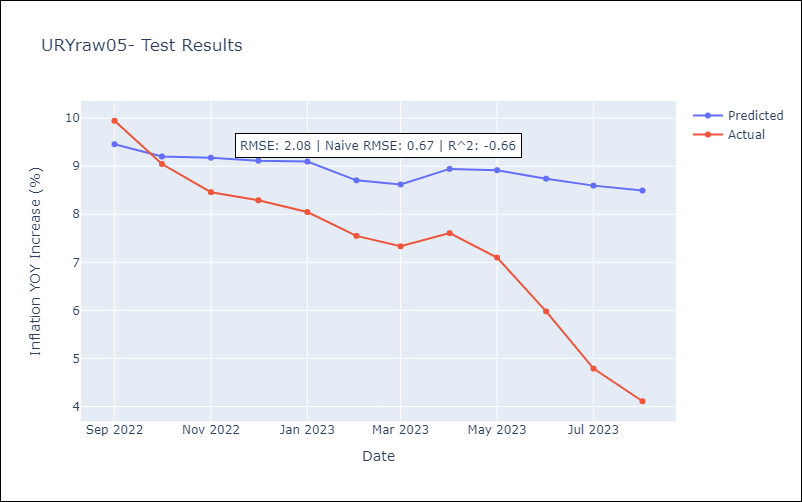 URYraw05- Test Results
Predicted
Actual
RMSE: 2.08 | Naive RMSE: 0.67 | R^2: -0.66
Inflation YOY Increase (%)
10
9
8
7
6
5
4
Sep 2022 Nov 2022 Jan 2023 Mar 2023 May 2023 Jul 2023
Date